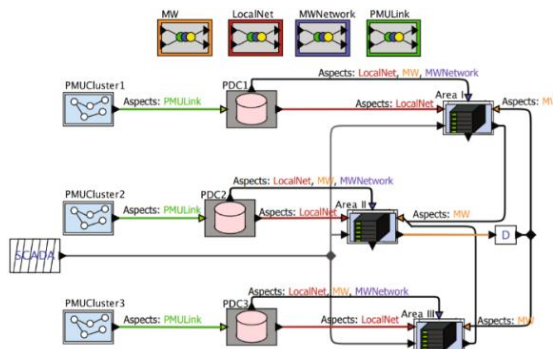 MW
LocalNet
MWNetwork
PMULink
Aspects: LocalNet, MW, MWNetwork
PMUCluster1
PDC1
Area I
Aspects: PMULink
Aspects: LocalNet
Aspects: MW
Aspects: LocalNet, MW, MWNetwork
PMUCluster2
PDC2
Area II
Aspects: PMULink
Aspects: LocalNet
Aspects: MW
D
SCADA
Aspects: LocalNet, MW, MWNetwork
PMUCluster3
PDC3
Area III
Aspects: PMULink
Aspects: LocalNet
Aspects: MW